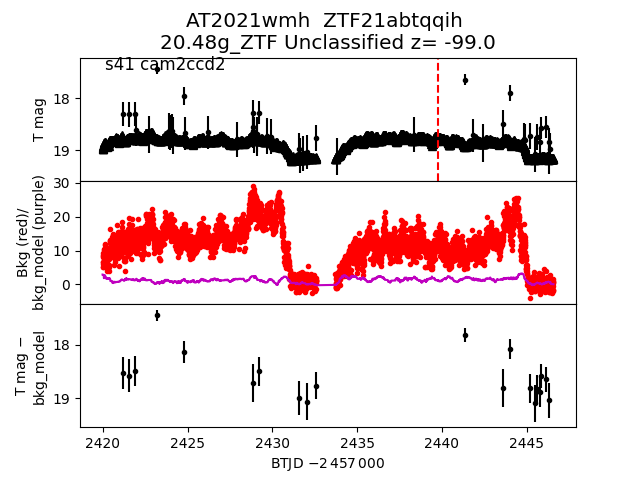 AT2021wmh  ZTF21abtqqih
20.48g_ZTF Unclassified z= -99.0
s41 cam2ccd2
T mag
18
19
Bkg (red)/
bkg_model (purple)
30
20
10
0
T mag −
bkg_model
18
19
2420 2425 2430 2435 2440 2445
BTJD −2 457 000